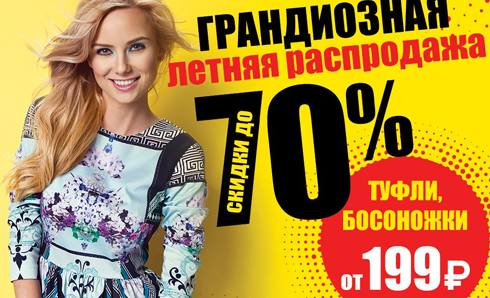 ГРАНДИОЗНАЯ
летняя распродажа
СКИДКИ ДО
70%
ТУФЛИ,
БОСОНОЖКИ
от 199₽